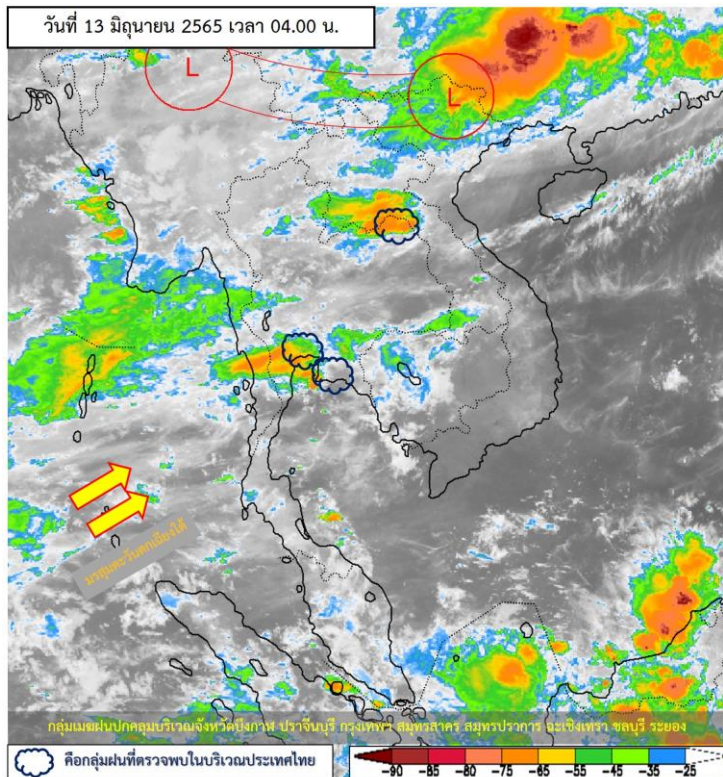 วันที่ 13 มิถุนายน 2565 เวลา 04.00 น.
L
L
มรสุมตะวันตกเฉียงใต้
กลุ่มเมฆฝนปกคลุมบริเวณจังหวัดบึงกาฬ ปราจีนบุรี กรุงเทพฯ สมุทรสาคร สมุทรปราการ ฉะเชิงเทรา ชลบุรี ระยอง
คือกลุ่มฝนที่ตรวจพบในบริเวณประเทศไทย
-90 -85 -80 -75 -65 -55 -45 -35 -25